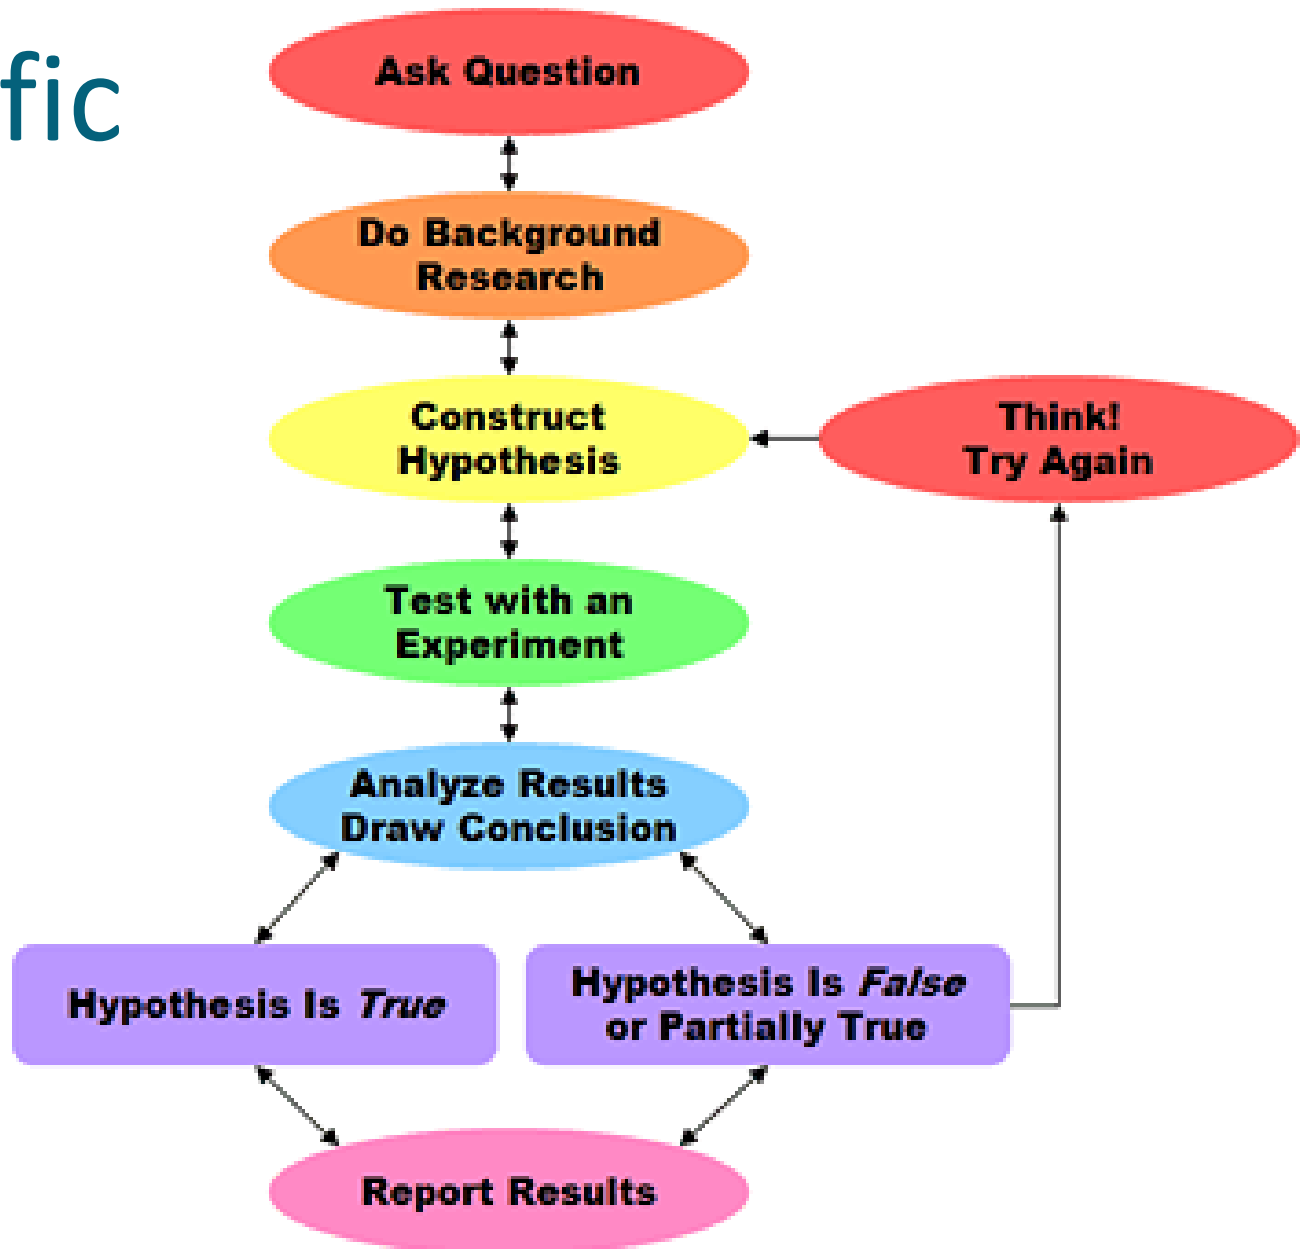 fic
Ask Question
Do Background
Research
Construct
Hypothesis
Think!
Try Again
Test with an
Experiment
Analyze Results
Draw Conclusion
Hypothesis Is True
Hypothesis Is False
or Partially True
Report Results